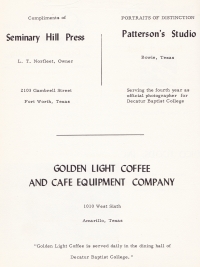 Compliments of
Seminary Hill Press
L. T. Norfleet, Owner
2103 Cambrell Street
Fort Worth, Texas
PORTRAITS OF DISTINCTION
Patterson's Studio
Bowie, Texas
Serving the fourth year as
official photographer for
Decatur Baptist College
GOLDEN LIGHT COFFEE
AND CAFE EQUIPMENT COMPANY
1010 West Sixth
Amarillo, Texas
"Golden Light Coffee is served daily in the dining hall of
Decatur Baptist College."